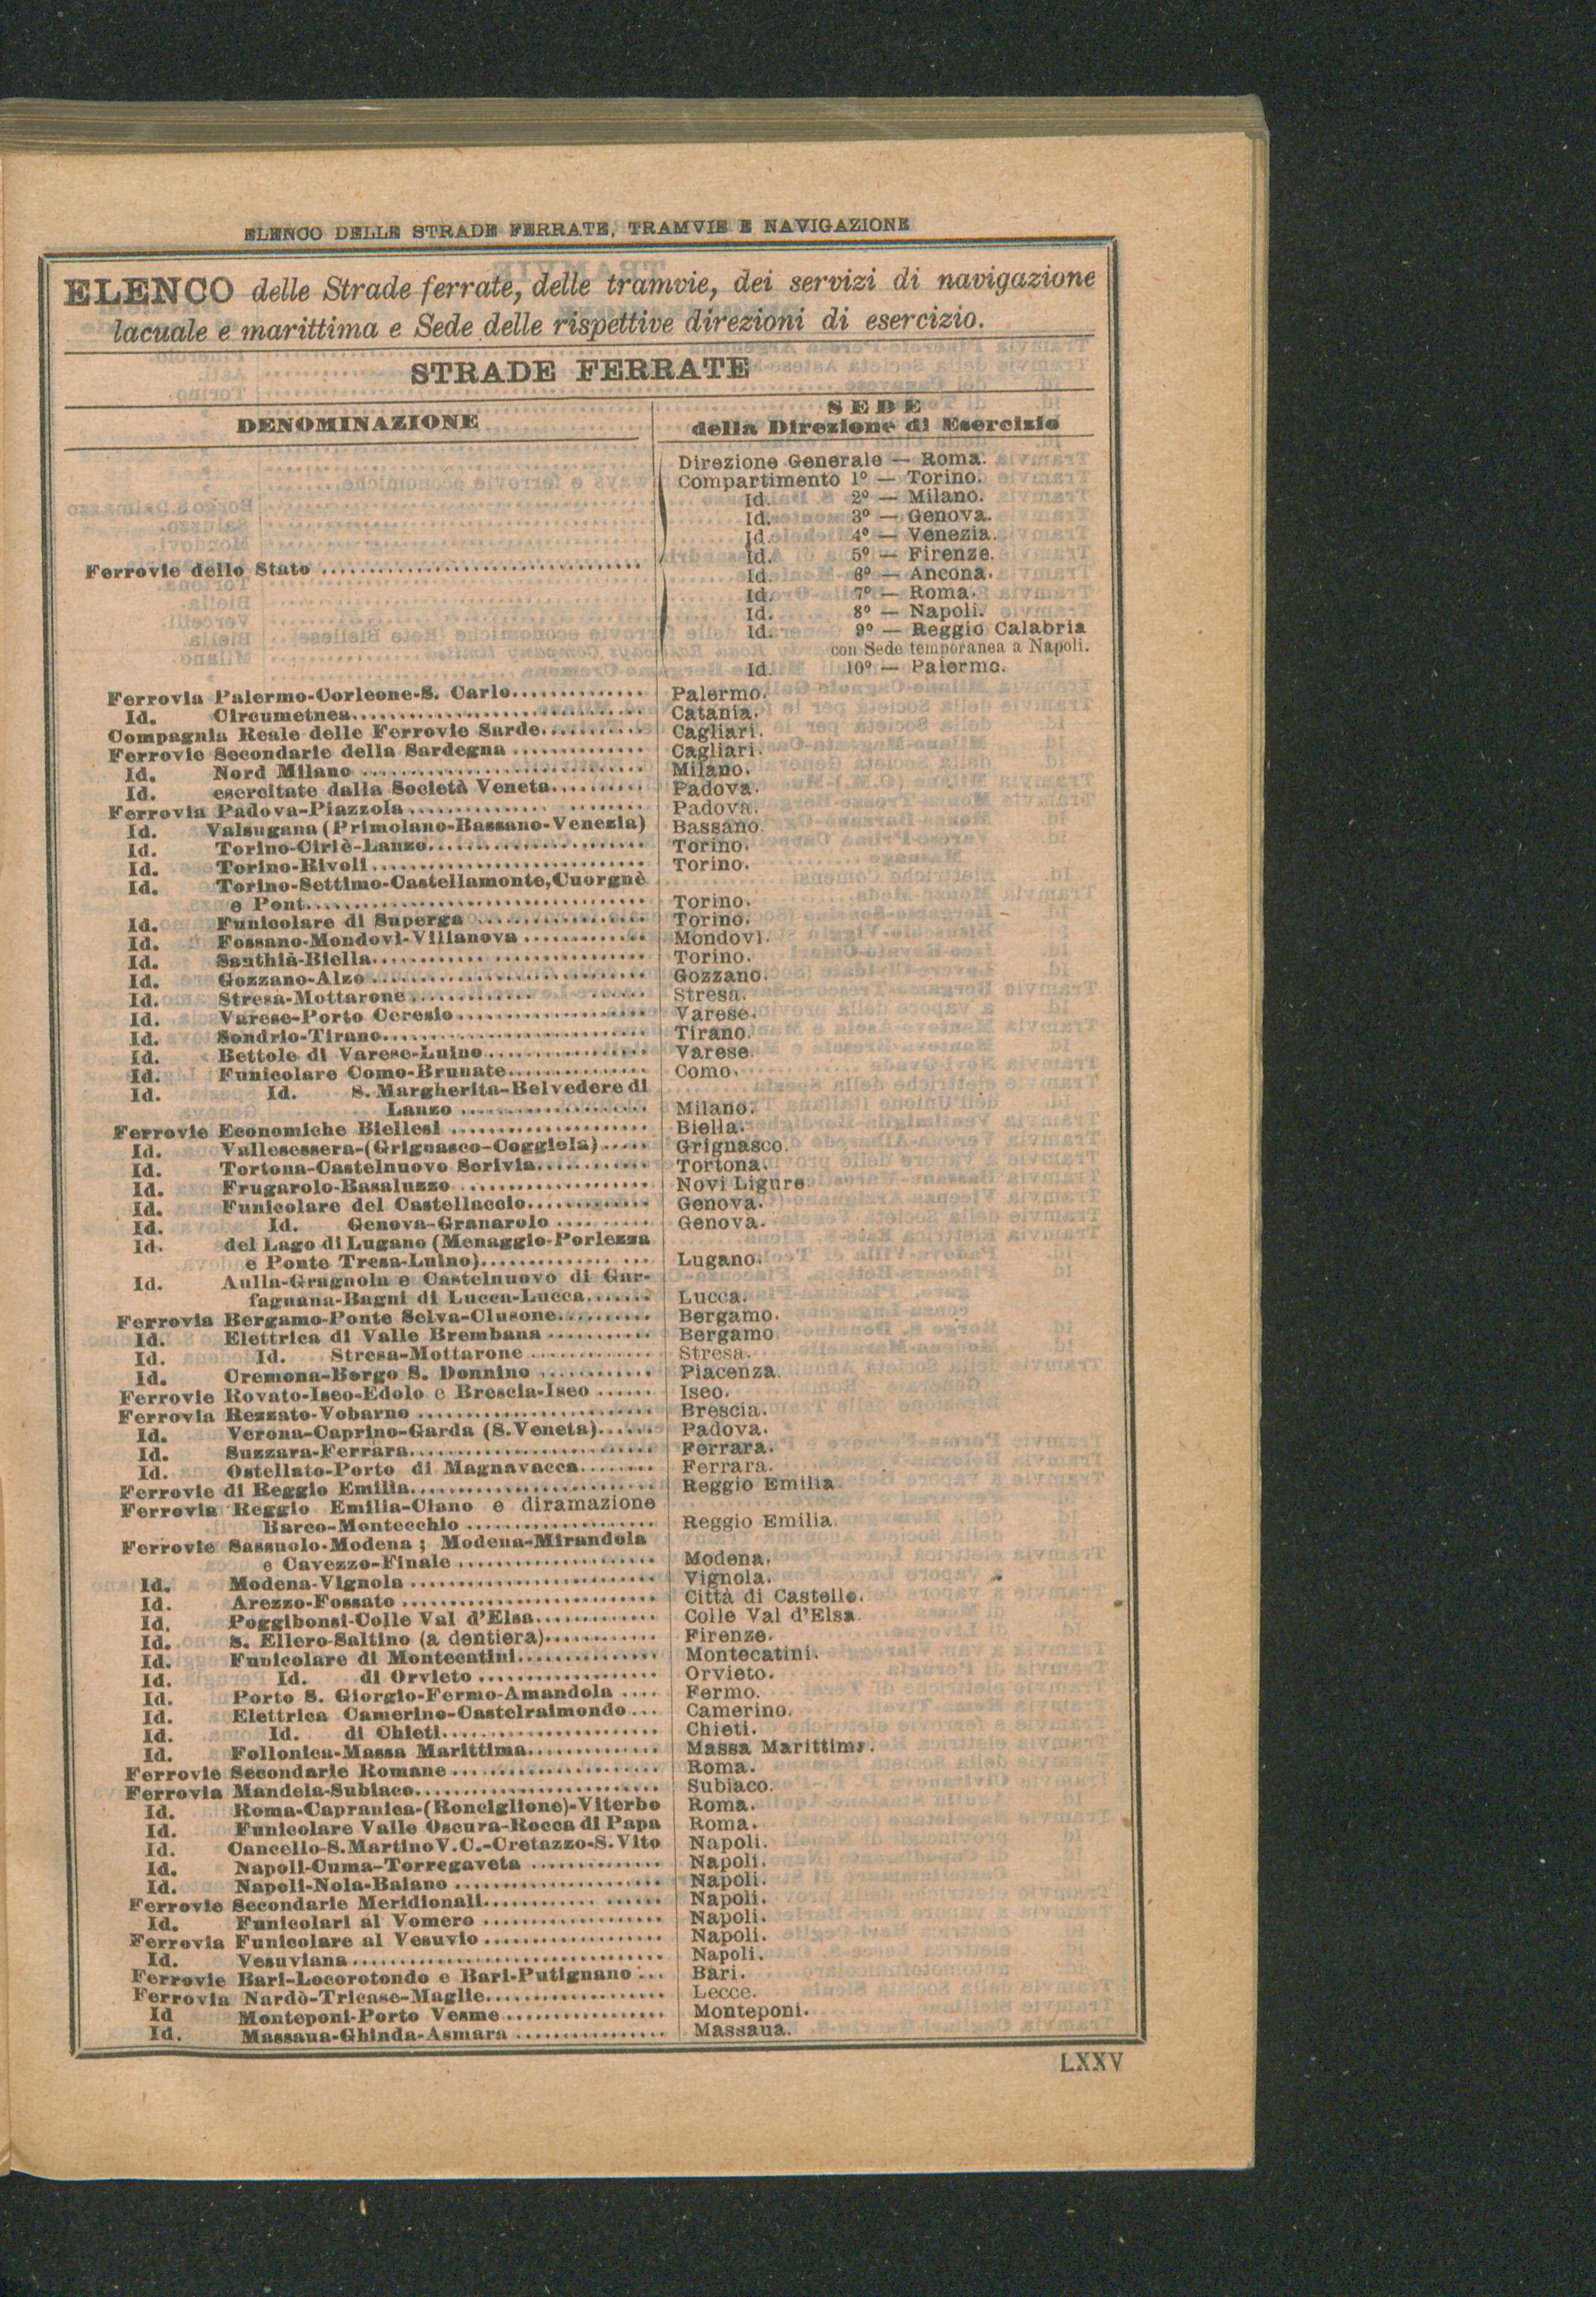 ELENCO DELLE STRADE FERRATE, TRAMVIE E NAVIGAZIONE
ELENCO delle Strade ferrate, delle tramvie, dei servizi di navigazione
lacuale e marittima e Sede delle rispettive direzioni di esercizio.
STRADE FERRATE
DENOMINAZIONE
SEDE
della Direzione di Esercizio
Direzione Generale — Roma.
Compartimento 1º — Torino.
Id. 2º — Milano.
Id. 3º — Genova.
Id. 4º — Venezia.
Id. 5º — Firenze.
Ferrovie dello Stato ................................
Id. 6º — Ancona.
Id. 7º — Roma.
Id. 8º — Napoli.
Id. 9º — Reggio Calabria
con Sede temporanea a Napoli.
Id. 10º — Palermo.
Ferrovia Palermo-Corleone-S. Carlo.............. Palermo.
Id. Circumetnea.............................. Catania.
Compagnia Reale delle Ferrovie Sarde........... Cagliari.
Ferrovie Secondarie della Sardegna .............. Cagliari.
Id. Nord Milano ............................. Milano.
Id. esercitate dalla Società Veneta.......... Padova.
Ferrovia Padova-Piazzola .............. ........ Padova.
Id. Valsugana (Primolano-Bassano-Venezia) Bassano.
Id. Torino-Ciriè-Lanzo....................... Torino.
Id. Torino-Rivoli............................ Torino.
Id. Torino-Settimo-Castellamonte, Cuorgnè
e Pont................................... Torino.
Id. Funicolare di Superga .................. Torino.
Id. Fossano-Mondovì-Villanova ............. Mondovì.
Id. Santhià-Biella............ ............... Torino.
Id. Gozzano-Alzo ............................ Gozzano.
Id. Stresa-Mottarone ............. ...... Stresa.
Id. Varese-Porto Ceresio .................... Varese.
Id. Sondrio-Tirano........................... Tirano.
Id. Bettole di Varese-Luino ................. Varese.
Id. Funicolare Como-Brunate............... Como.
Id. Id. S. Margherita-Belvedere di
Lanzo .................... Milano.
Ferrovie Economiche Biellesi ..................... Biella.
Id. Vallesessera-(Grignasco-Coggiola) ..... Grignasco.
Id. Tortona-Castelnuovo Scrivia............ Tortona.
Id. Frugarolo-Basaluzzo .................... Novi Ligure
Id. Funicolare del Castellaccio............. Genova.
Id. Id. Genova-Granarolo .... ..... Genova.
Id. del Lago di Lugano (Menaggio-Porlezza
e Ponte Tresa-Luino)................ ... Lugano.
Id. Aulla-Gragnola e Castelnuovo di Gar-
fagnana-Bagni di Lucca-Lucca....... Lucca.
Ferrovia Bergamo-Ponte Selva-Clusone.......... Bergamo.
Id. Elettrica di Valle Brembana ........... Bergamo
Id. Id. Stresa-Mottarone ............. Stresa.
Id. Cremona-Borgo S. Donnino ............ Piacenza.
Ferrovie Rovato-Iseo-Edolo e Brescia-Iseo ...... Iseo.
Ferrovia Rezzato-Vobarno ........................ Brescia.
Id. Verona-Caprino-Garda (S. Veneta)...... Padova.
Id. Suzzara-Ferrara.......................... Ferrara.
Id. Ostellato-Porto di Magnavacca........ Ferrara.
Ferrovie di Reggio Emilia......................... Reggio Emilia.
Ferrovia Reggio Emilia-Ciano e diramazione
Barco-Montecchio .................... Reggio Emilia.
Ferrovie Sassuolo-Modena ; Modena-Mirandola
e Cavezzo-Finale ..................... Modena.
Id. Modena-Vignola .......................... Vignola.
Id. Arezzo-Fossato ........................... Città di Castello.
Id. Poggibonsi-Colle Val d'Elsa............ Colle Val d'Elsa.
Id. S. Ellero-Saltino (a dentiera)............ Firenze.
Id. Funicolare di Montecatini............... Montecatini.
Id. Id. di Orvieto ................... Orvieto.
Id. Porto S. Giorgio-Fermo-Amandola .... Fermo.
Id. Elettrica Camerino-Castelraimondo ... Camerino.
Id. Id. di Chieti....................... Chieti.
Id. Follonica-Massa Marittima.............. Massa Marittima.
Ferrovie Secondarie Romane ...................... Roma.
Ferrovia Mandela-Subiaco.......................... Subiaco.
Id. Roma-Capranica-(Ronciglione)-Viterbo Roma.
Id. Funicolare Valle Oscura-Rocca di Papa Roma.
Id. Cancello-S. Martino V. C.-Cretazzo-S. Vito Napoli.
Id. Napoli-Cuma-Torregaveta .............. Napoli.
Id. Napoli-Nola-Baiano ...................... Napoli.
Ferrovie Secondarie Meridionali............ ...... Napoli.
Id. Funicolari al Vomero ................... Napoli.
Ferrovia Funicolare al Vesuvio ................... Napoli.
Id. Vesuviana................................. Napoli.
Ferrovie Bari-Locorotondo e Bari-Putignano ... Bari.
Ferrovia Nardò-Tricase-Maglie................... Lecce.
Id Monteponi-Porto Vesme ................. Monteponi.
Id. Massaua-Ghinda-Asmara ................ Massaua.
LXXV